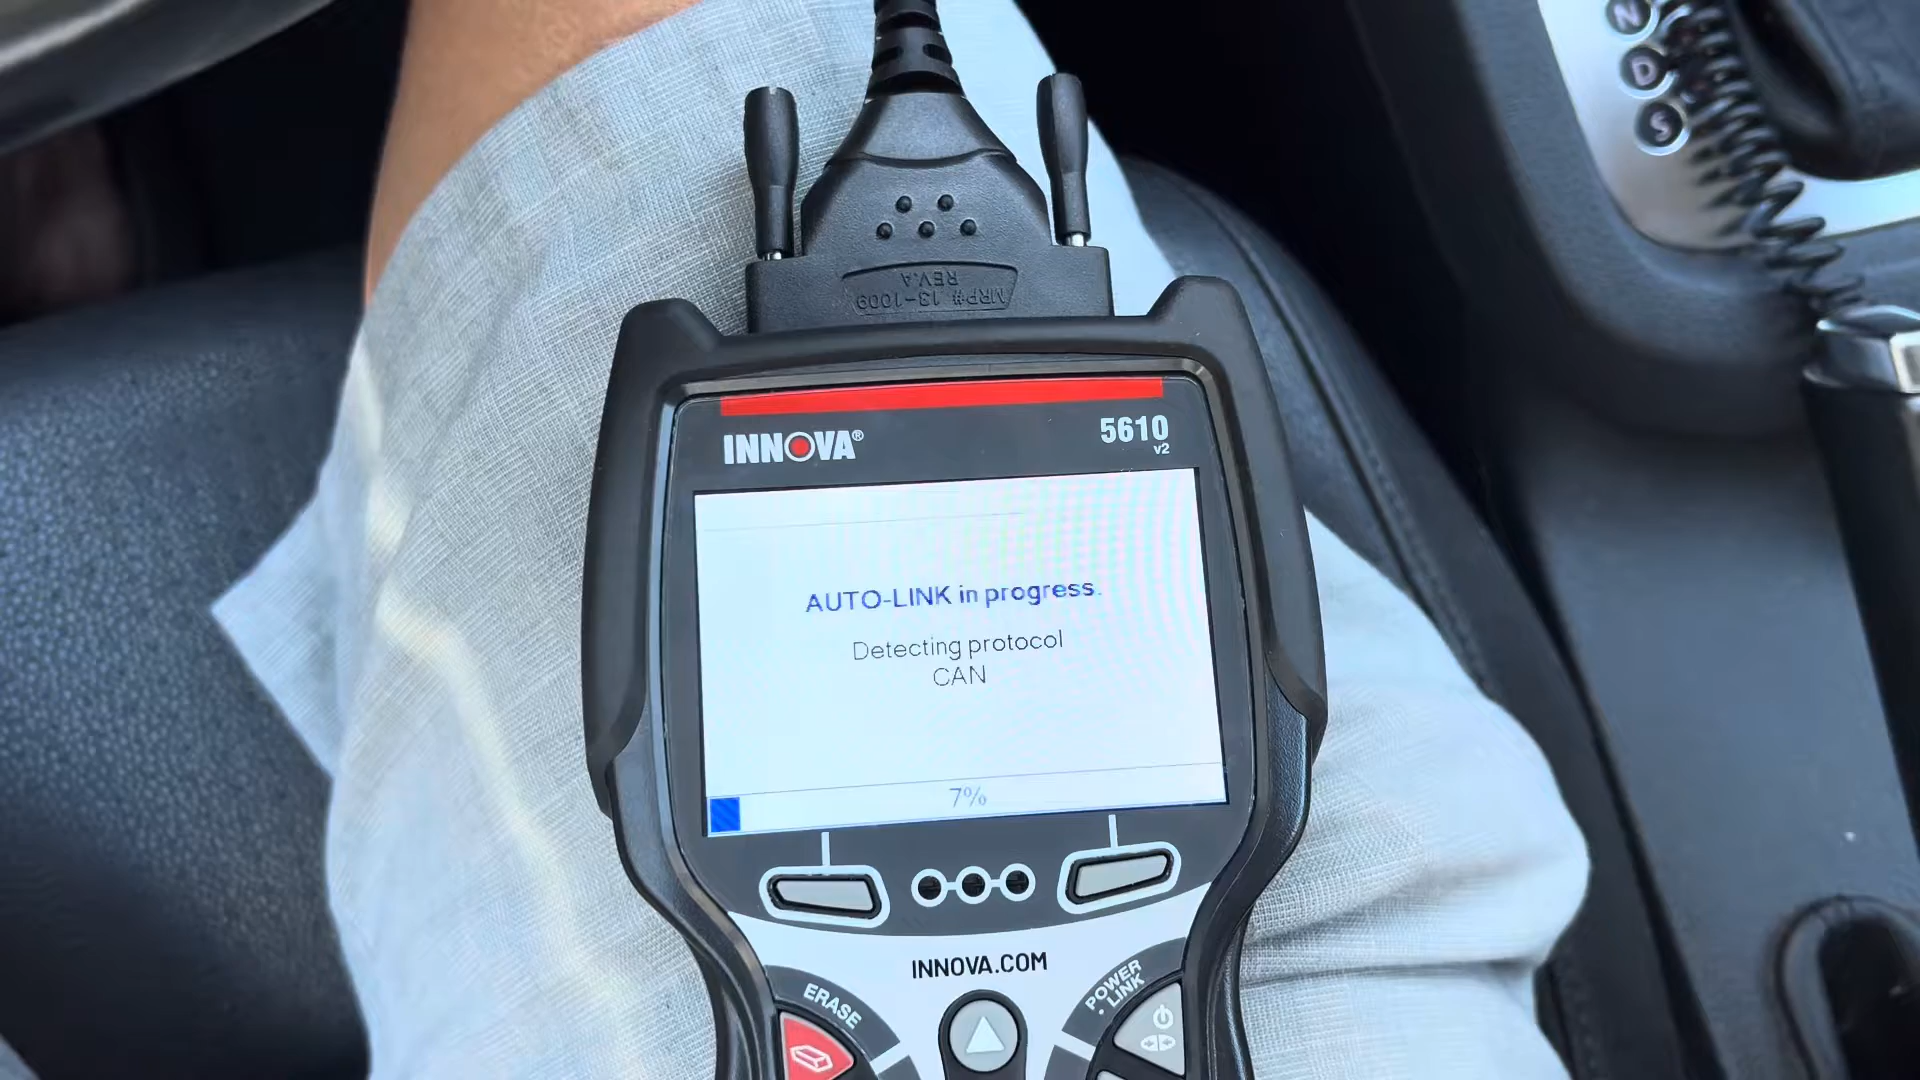 N
D
S
MRP# 13-1009
REV.A
INNOVA®
5610
v2
AUTO-LINK in progress.
Detecting protocol
CAN
7%
INNOVA.COM
ERASE
POWER
LINK